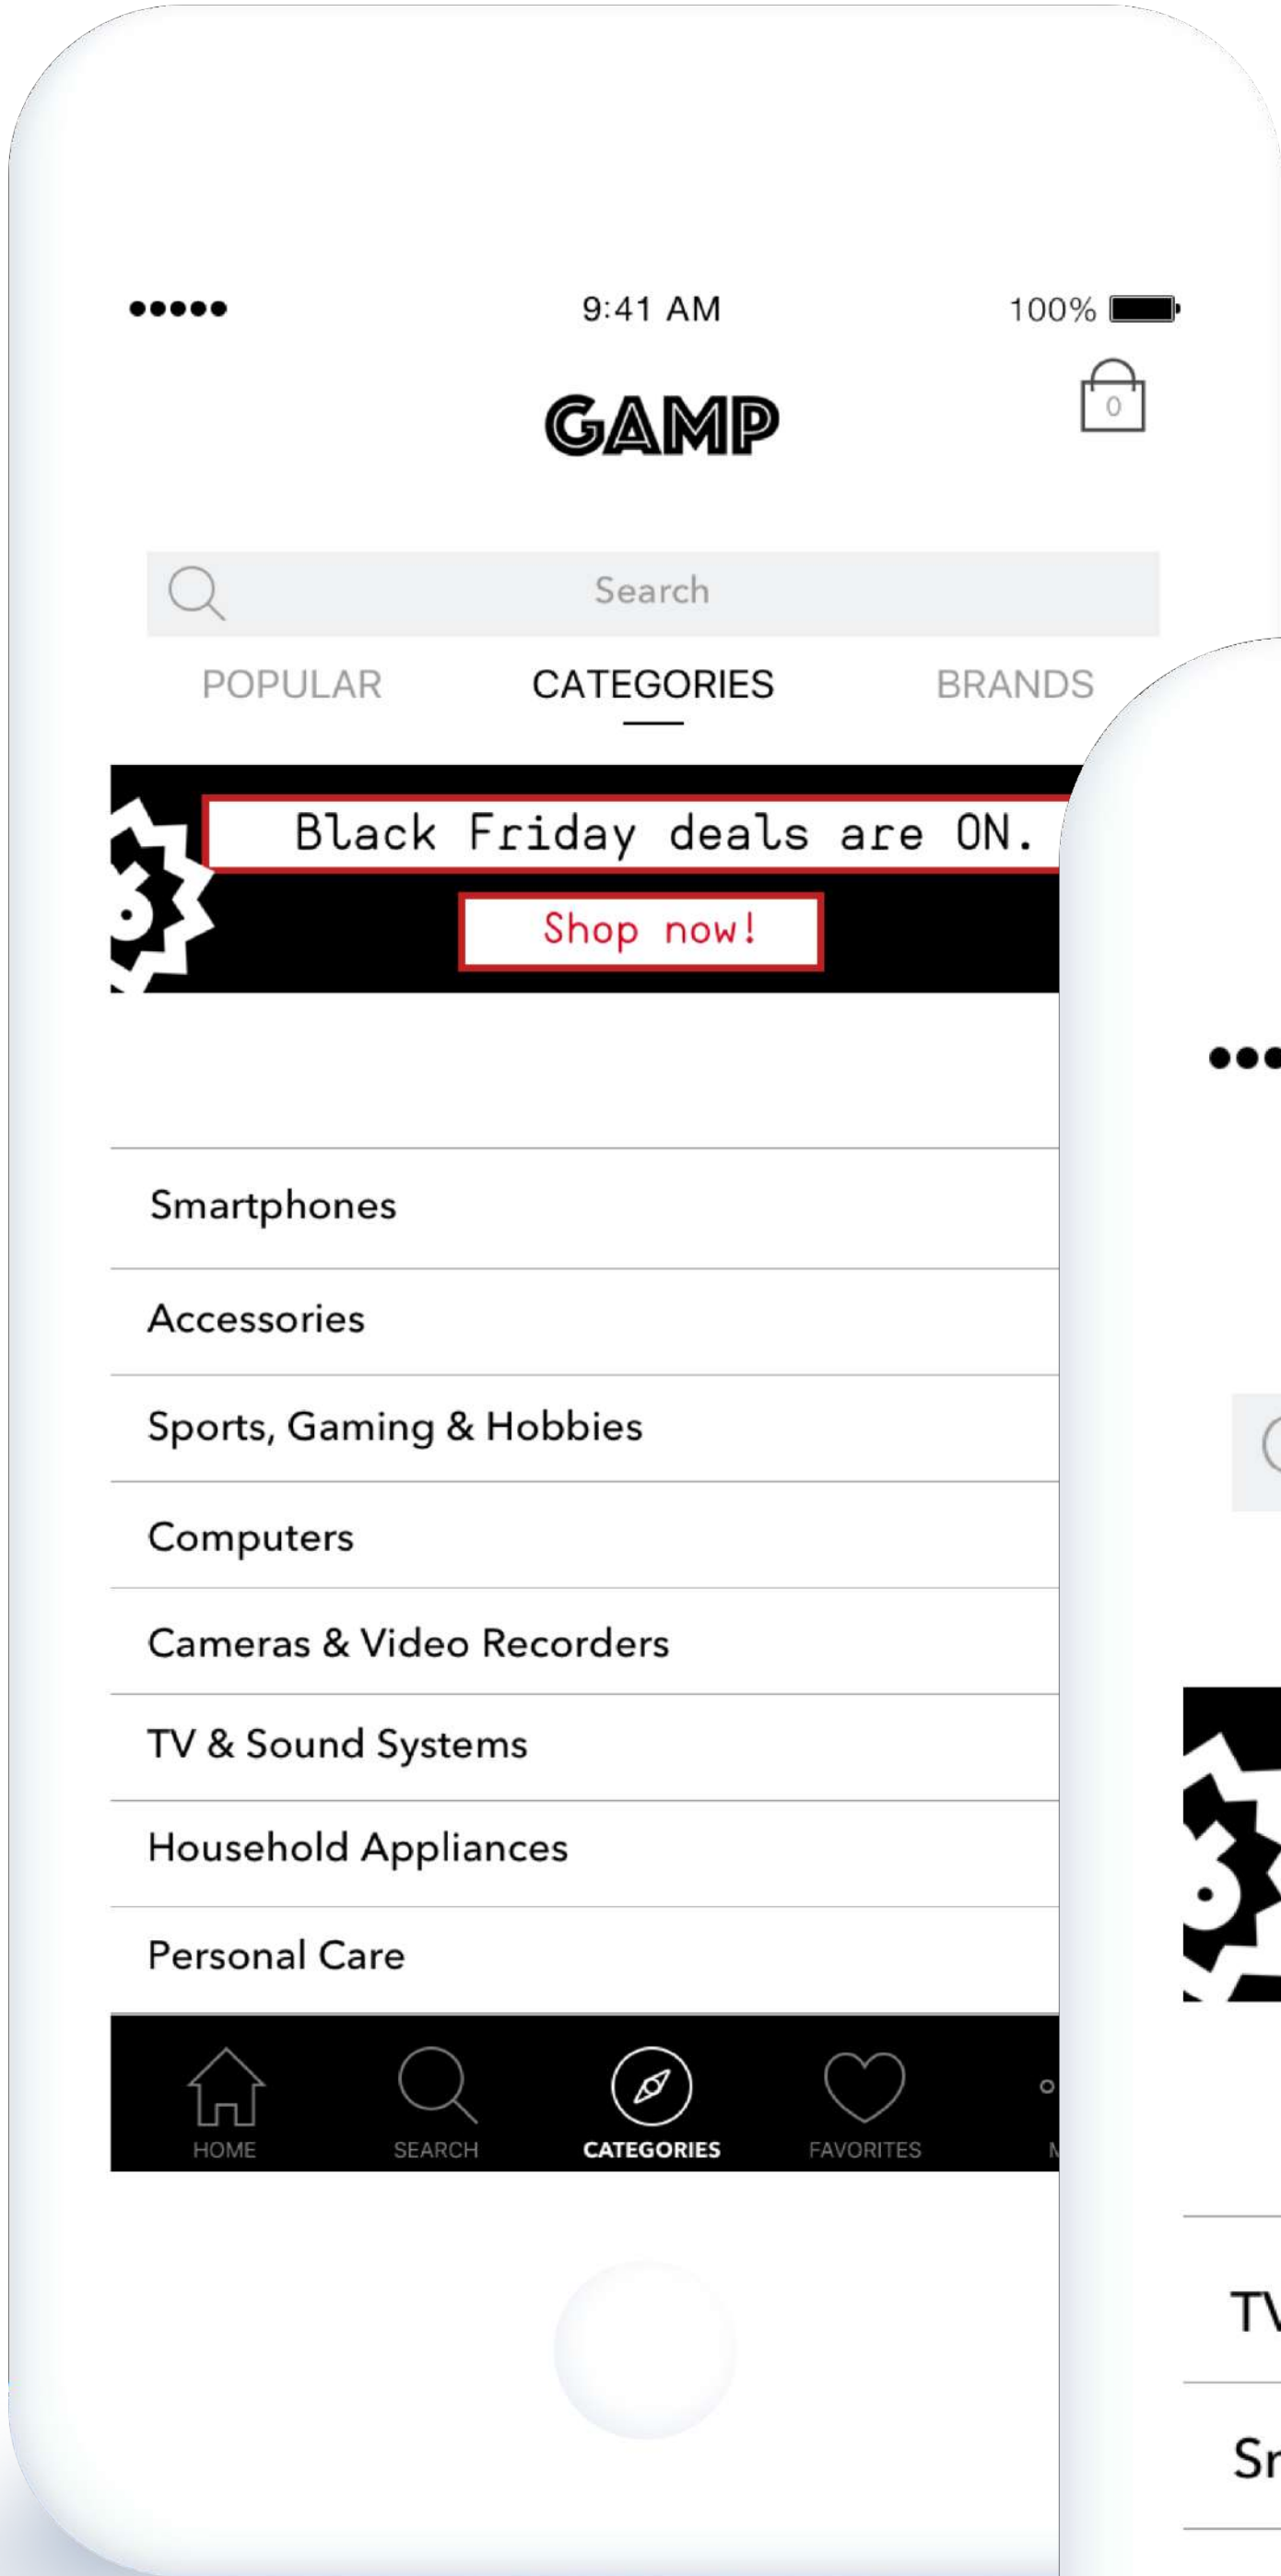 9:41 AM 100%
GAMP
0
Search
POPULAR CATEGORIES BRANDS
Black Friday deals are ON.
Shop now!
Smartphones
Accessories
Sports, Gaming & Hobbies
Computers
Cameras & Video Recorders
TV & Sound Systems
Household Appliances
Personal Care
HOME SEARCH CATEGORIES FAVORITES